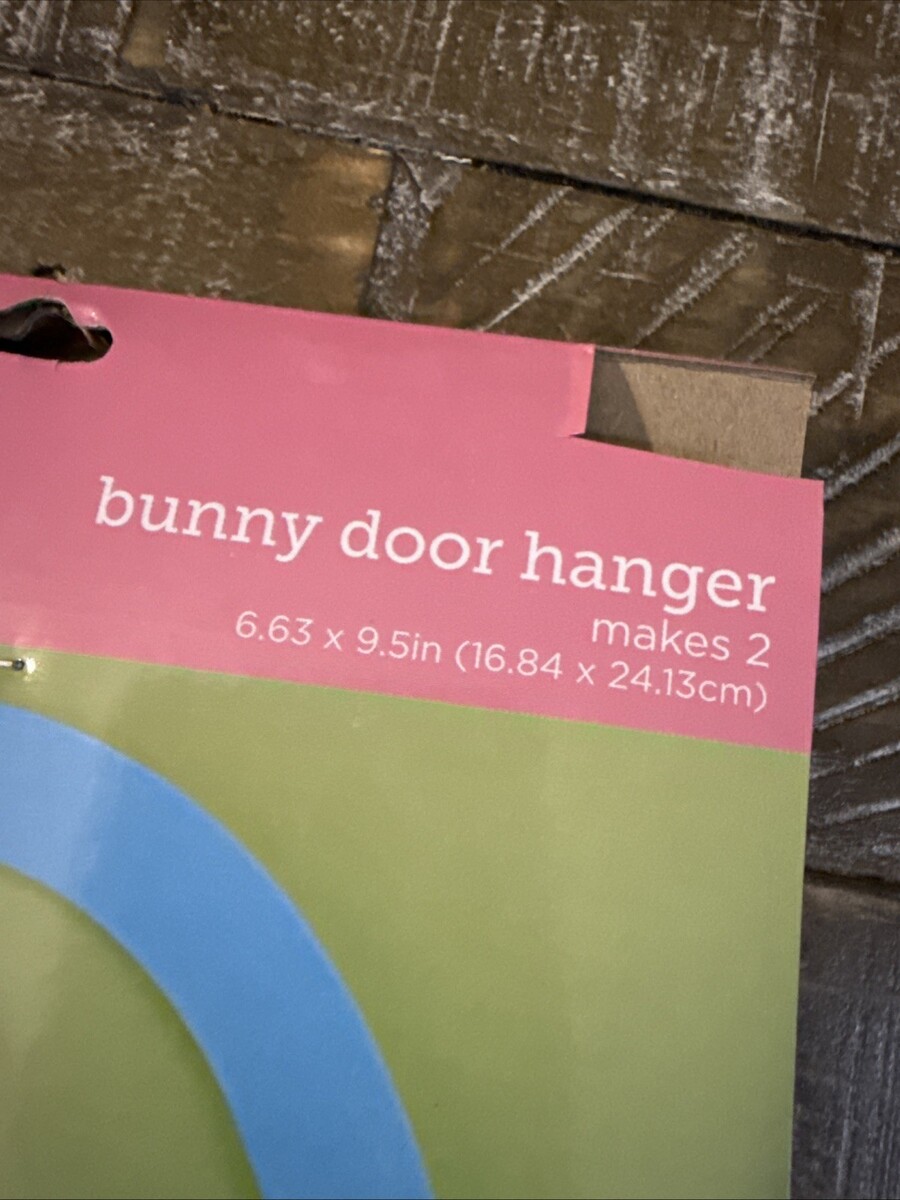 bunny door hanger
makes 2
6.63 x 9.5in (16.84 x 24.13cm)